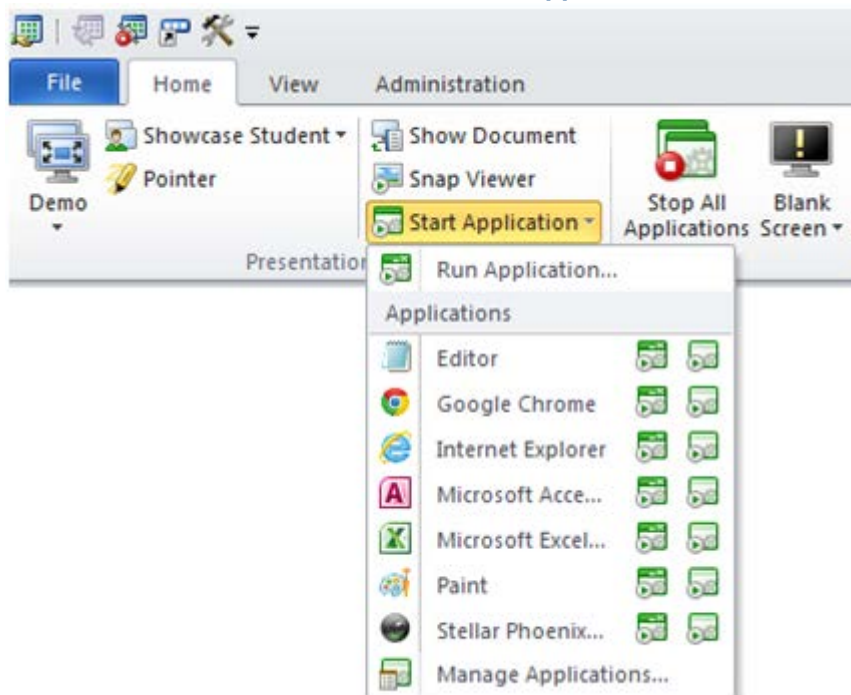 File Home View Administration
Showcase Student Show Document
Pointer Snap Viewer
Demo Start Application Stop All Applications Blank Screen
Presentation
Run Application...
Applications
Editor
Google Chrome
Internet Explorer
Microsoft Acce...
Microsoft Excel...
Paint
Stellar Phoenix...
Manage Applications...